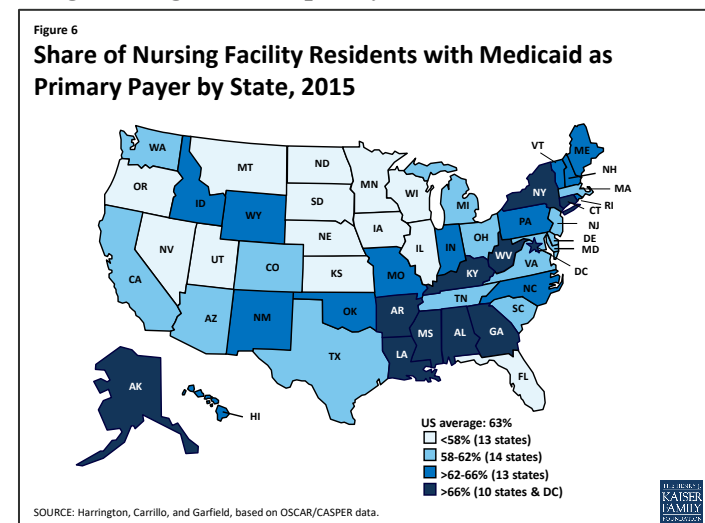 Figure 6
Share of Nursing Facility Residents with Medicaid as
Primary Payer by State, 2015
WA
MT
ND
MN
VT
ME
OR
ID
SD
WI
NH
MA
WY
MI
NY
RI
CT
NV
NE
IA
PA
NJ
UT
IL
IN
OH
DE
MD
CA
CO
KS
MO
WV
VA
DC
KY
AZ
NM
OK
TN
NC
AR
SC
TX
MS
AL
GA
LA
AK
FL
HI
US average: 63%
<58% (13 states)
58-62% (14 states)
>62-66% (13 states)
>66% (10 states & DC)
SOURCE: Harrington, Carrillo, and Garfield, based on OSCAR/CASPER data.
THE HENRY J.
KAISER
FAMILY
FOUNDATION